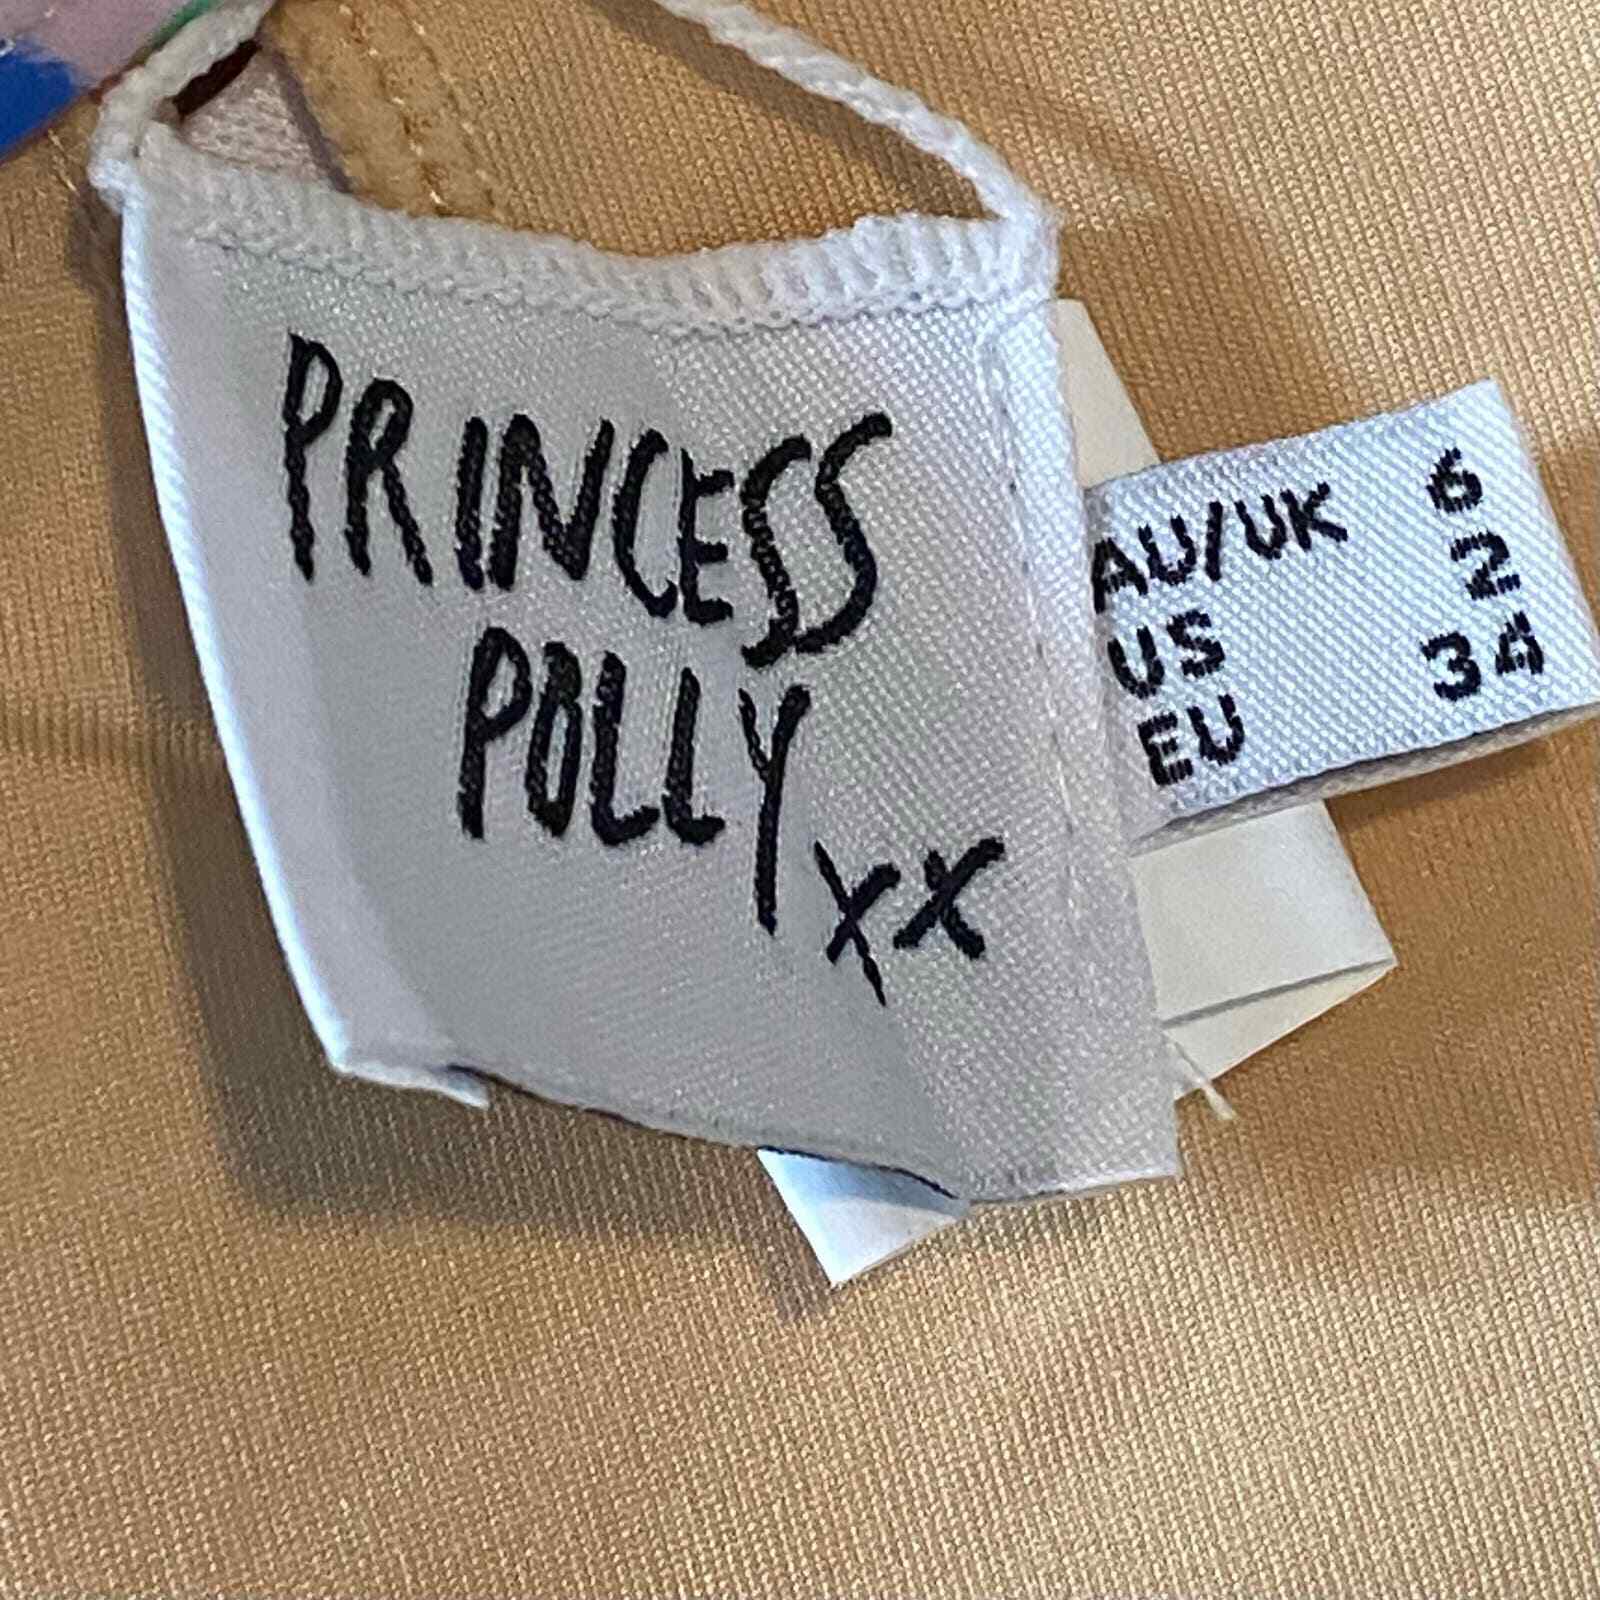 PRINCESS
POLLY
xx
AU/UK 6
US 2
EU 34